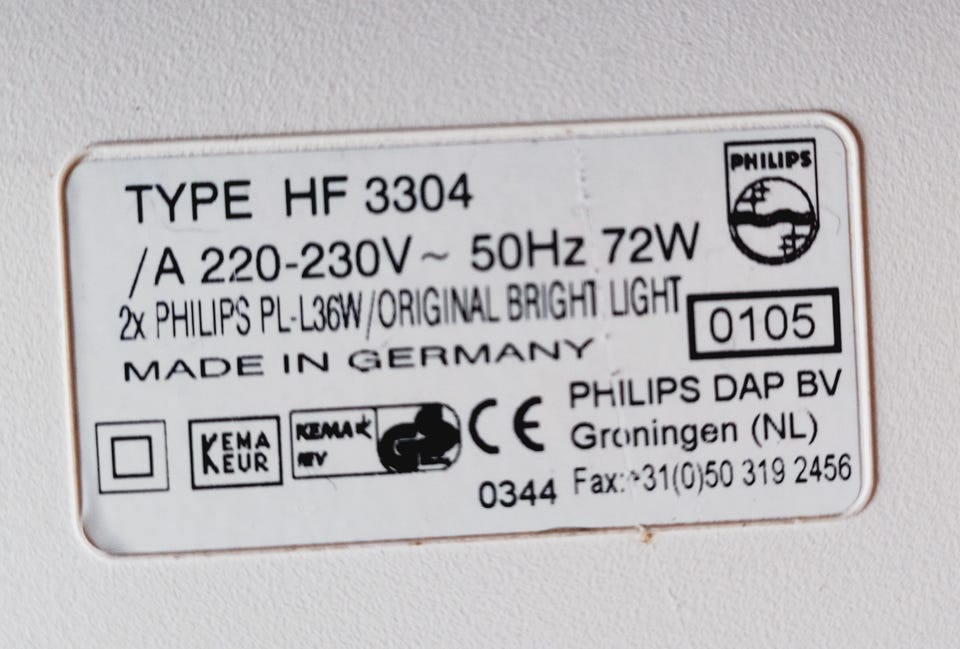 TYPE HF 3304
PHILIPS
/A 220-230V~ 50Hz 72W
2x PHILIPS PL-L36W/ORIGINAL BRIGHT LIGHT
0105
MADE IN GERMANY
PHILIPS DAP BV
Groningen (NL)
Fax:+31(0)50 319 2456
KEMA
KEUR
KEMA
CE
0344